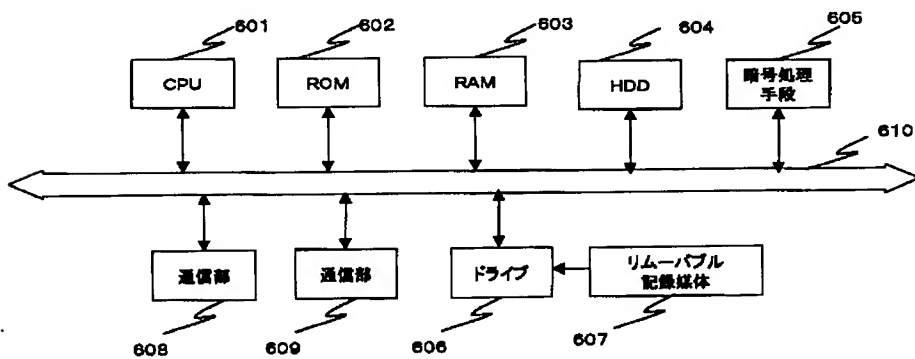 601
602
603
604
605
CPU
ROM
RAM
HDD
暗号処理
手段
610
通信部
通信部
ドライブ
リムーバブル
記録媒体
608
609
606
607